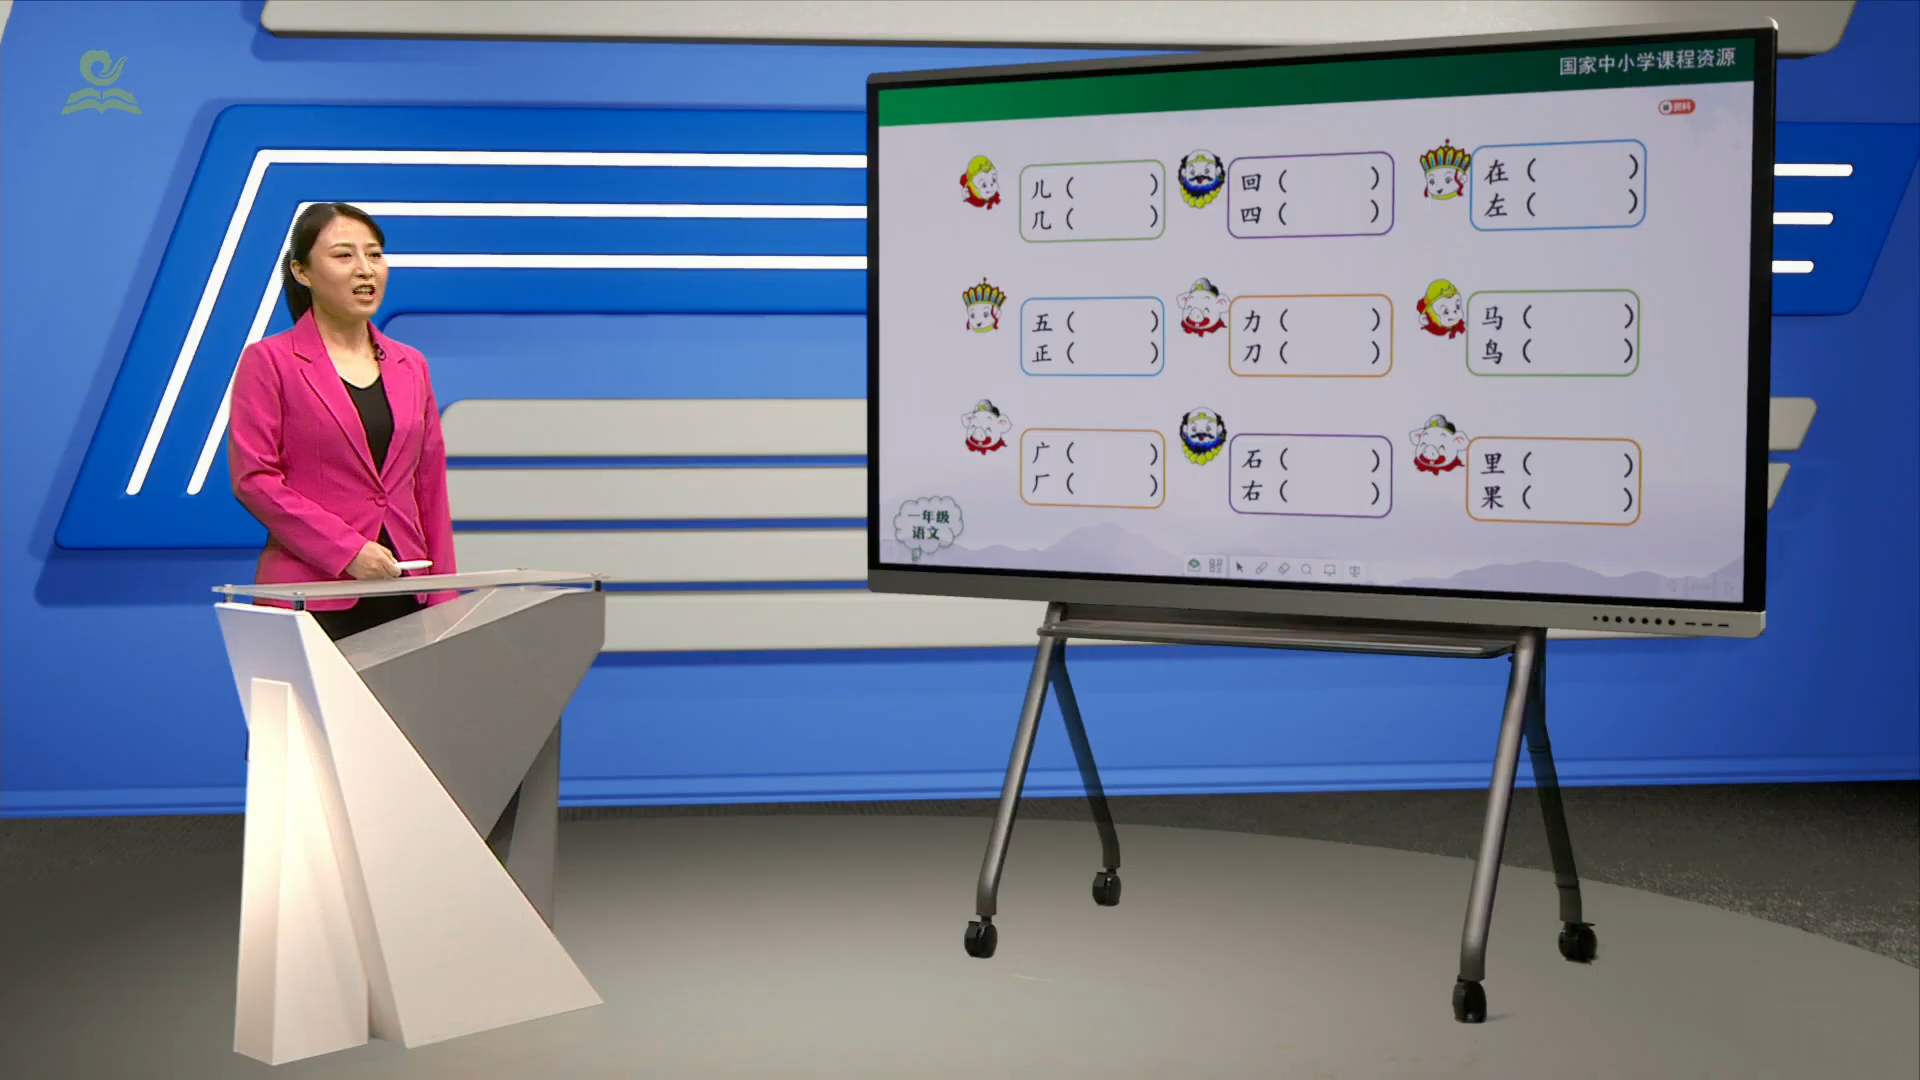 国家中小学课程资源
儿（ ）
几（ ）
回（ ）
四（ ）
在（ ）
左（ ）
五（ ）
正（ ）
力（ ）
刀（ ）
马（ ）
鸟（ ）
广（ ）
厂（ ）
石（ ）
右（ ）
里（ ）
果（ ）
一年级
语文